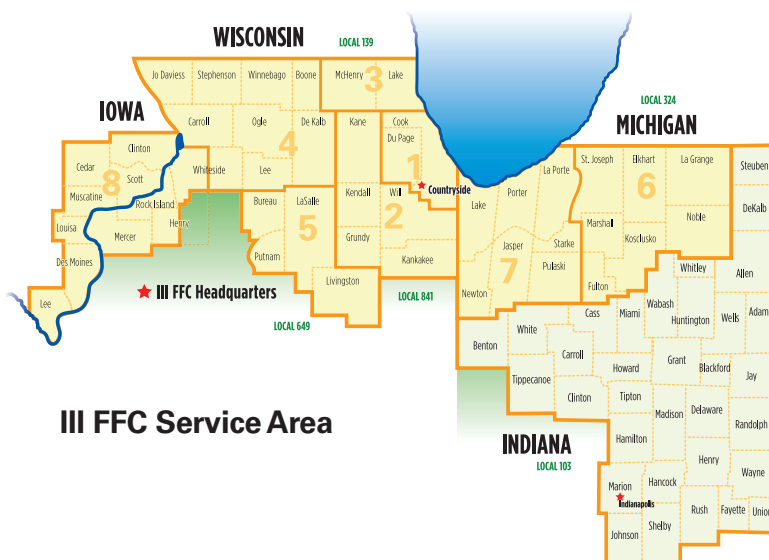 WISCONSIN
LOCAL 139
Jo Daviess
Stephenson
Winnebago
Boone
McHenry
Lake
3
LOCAL 324
IOWA
MICHIGAN
Carroll
Ogle
De Kalb
4
Kane
Cook
Du Page
1
Countryside
Clinton
Cedar
8
Scott
Muscatine
Whiteside
Lee
Rock Island
Henry
Louisa
Mercer
Des Moines
Lee
Bureau
LaSalle
5
Putnam
Livingston
Kendall
Will
2
Grundy
Kankakee
La Porte
Porter
Lake
Jasper
Starke
7
Pulaski
Newton
St. Joseph
Elkhart
La Grange
6
Marshall
Noble
Kosclusko
Fulton
Steuben
DeKalb
Whitley
Allen
III FFC Headquarters
LOCAL 841
LOCAL 649
Cass
Miami
Wabash
Huntington
Wells
Adam
Benton
White
Carroll
Howard
Grant
Blackford
Jay
Tippecanoe
Clinton
Tipton
Madison
Delaware
Randolph
III FFC Service Area
INDIANA
LOCAL 103
Hamilton
Henry
Wayne
Marion
Hancock
Indianapolis
Rush
Fayette
Union
Shelby
Johnson